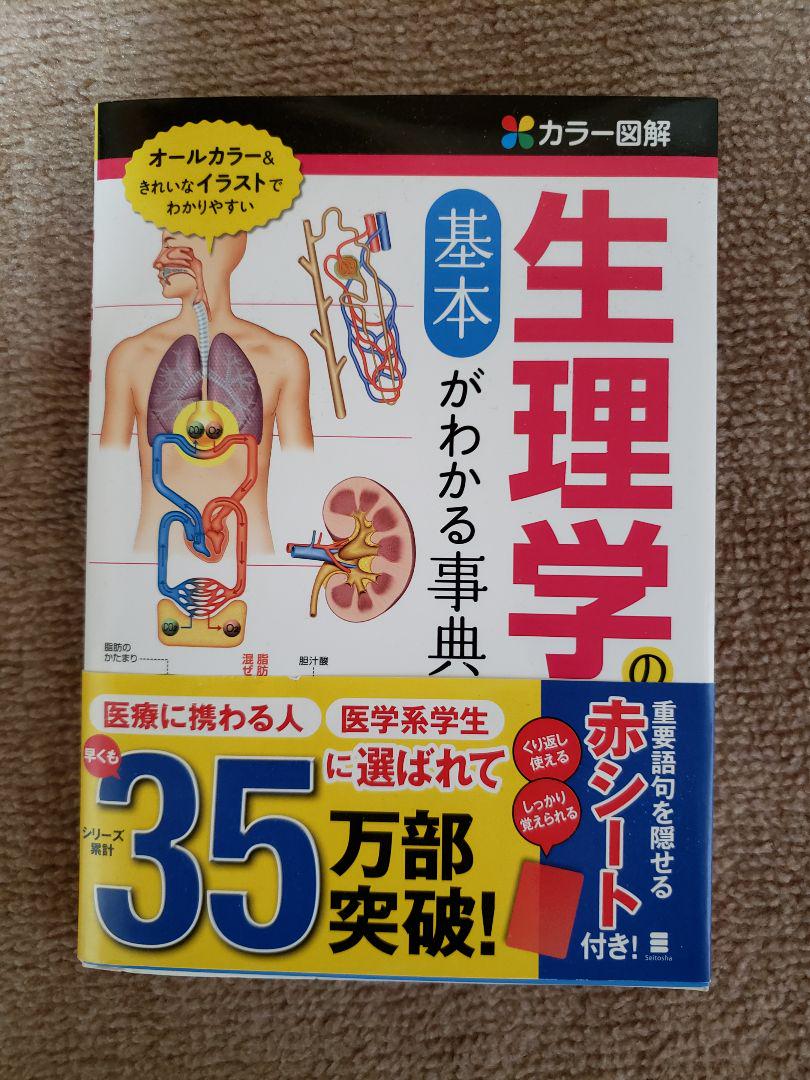 カラー図解
オールカラー&
きれいなイラストで
わかりやすい
生理学の
基本
がわかる事典
CO₂
O₂
CO₂
O₂
脂肪の
かたまり
脂肪
混ぜ
胆汁酸
医療に携わる人
医学系学生
に選ばれて
早くも
シリーズ
累計
35
万部
突破!
重要語句を隠せる
赤シート
付き!
くり返し
使える
しっかり
覚えられる
Seitosha